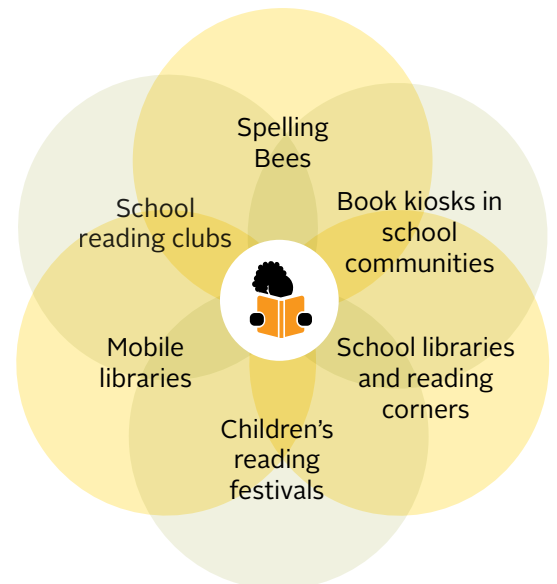 Spelling
Bees
Book kiosks in
school
communities
School libraries
and reading
corners
Children’s
reading
festivals
Mobile
libraries
School
reading clubs